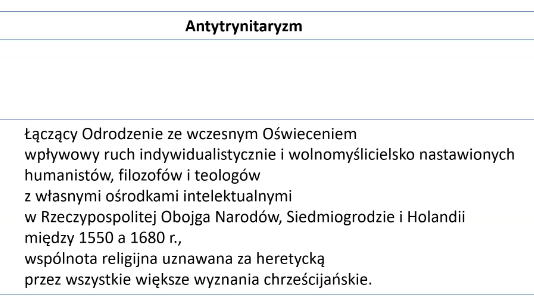 Antytrynitaryzm
Łączący Odrodzenie ze wczesnym Oświeceniem
wpływowy ruch indywidualistycznie i wolnomyślicielsko nastawionych
humanistów, filozofów i teologów
z własnymi ośrodkami intelektualnymi
w Rzeczypospolitej Obojga Narodów, Siedmiogrodzie i Holandii
między 1550 a 1680 r.,
wspólnota religijna uznawana za heretycką
przez wszystkie większe wyznania chrześcijańskie.